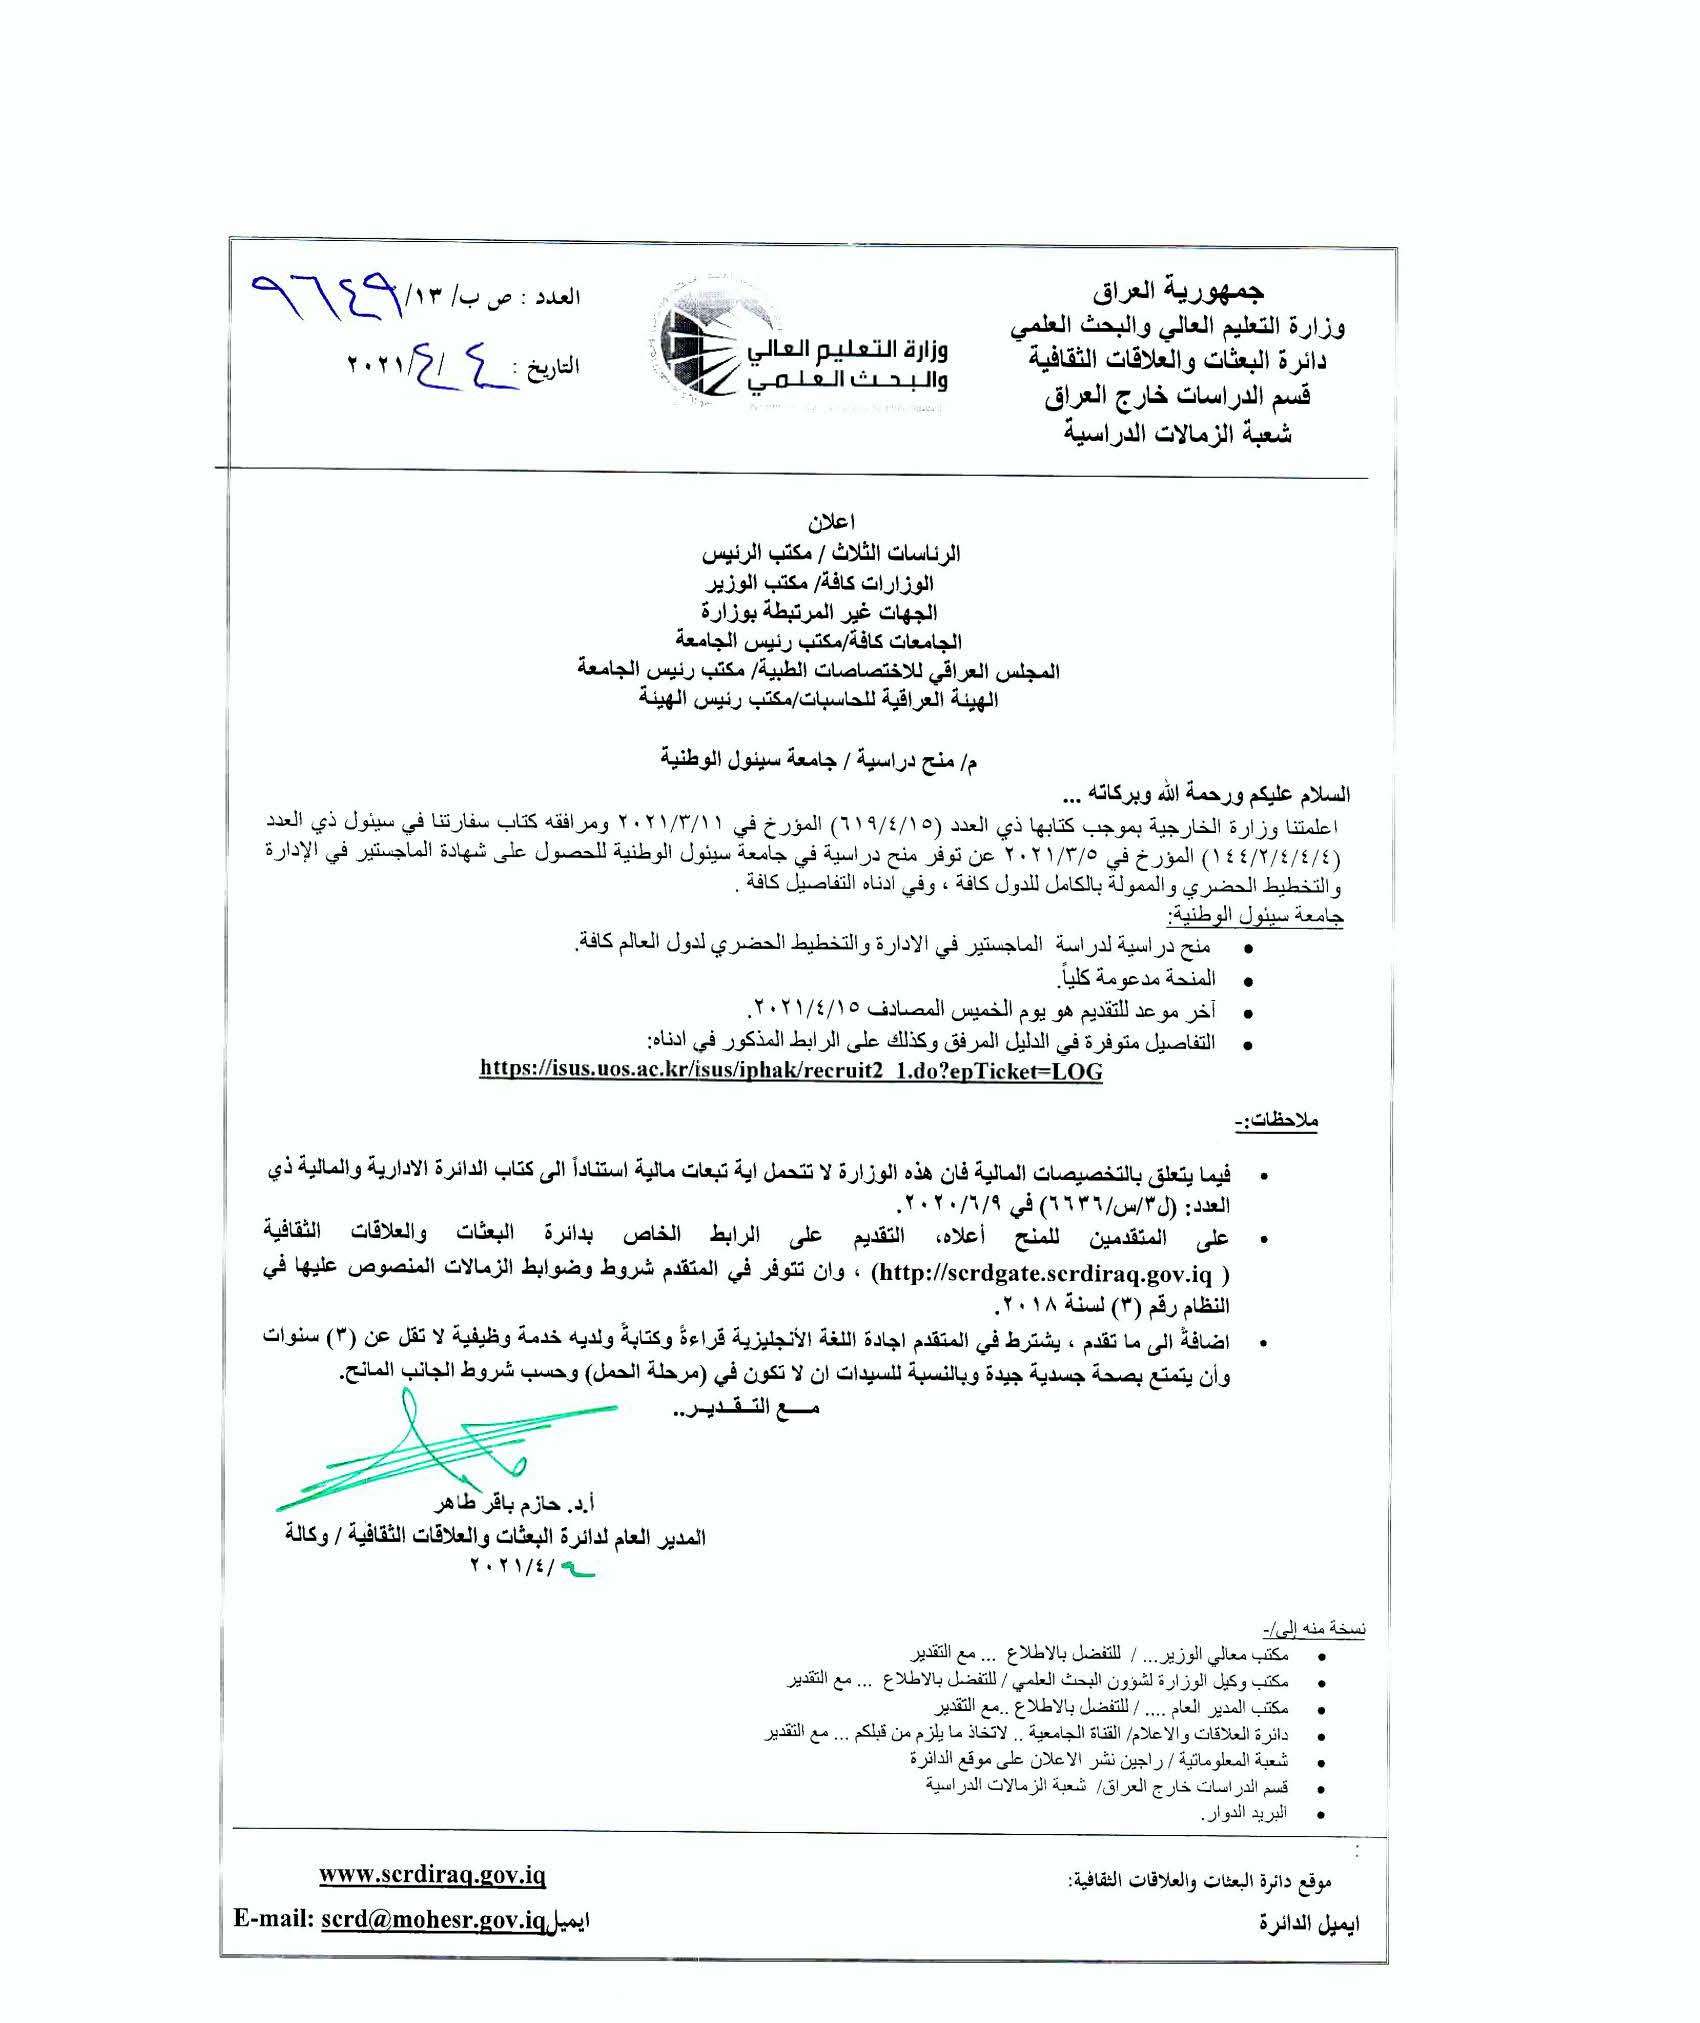 جمهورية العراق
وزارة التعليم العالي والبحث العلمي
دائرة البعثات والعلاقات الثقافية
قسم الدراسات خارج العراق
شعبة الزمالات الدراسية
وزارة التعليم العالي
والبحث العلمي
العدد : ص ب/ ١٣/ ٩٦٤٩
التاريخ : ٤ /٤/ ٢٠٢١
اعلان
الرئاسات الثلاث / مكتب الرئيس
الوزارات كافة/ مكتب الوزير
الجهات غير المرتبطة بوزارة
الجامعات كافة/مكتب رئيس الجامعة
المجلس العراقي للاختصاصات الطبية/ مكتب رئيس الجامعة
الهيئة العراقية للحاسبات/مكتب رئيس الهيئة
م/ منح دراسية / جامعة سيئول الوطنية
السلام عليكم ورحمة الله وبركاته ...
اعلمتنا وزارة الخارجية بموجب كتابها ذي العدد (٦١٩/٤/١٥) المؤرخ في ٢٠٢١/٣/١١ ومرافقه كتاب سفارتنا في سيئول ذي العدد
(١٤٤/٢/٤/٤/٤) المؤرخ في ٢٠٢١/٣/٥ عن توفر منح دراسية في جامعة سيئول الوطنية للحصول على شهادة الماجستير في الإدارة
والتخطيط الحضري والممولة بالكامل للدول كافة ، وفي ادناه التفاصيل كافة .
جامعة سيئول الوطنية:
• منح دراسية لدراسة الماجستير في الادارة والتخطيط الحضري لدول العالم كافة.
• المنحة مدعومة كلياً.
• آخر موعد للتقديم هو يوم الخميس المصادف ٢٠٢١/٤/١٥.
• التفاصيل متوفرة في الدليل المرفق وكذلك على الرابط المذكور في ادناه:
https://isus.uos.ac.kr/isus/iphak/recruit2_1.do?epTicket=LOG
ملاحظات:-
• فيما يتعلق بالتخصيصات المالية فان هذه الوزارة لا تتحمل اية تبعات مالية استناداً الى كتاب الدائرة الادارية والمالية ذي
العدد: (ل٣/س/٦٦٣٦) في ٢٠٢٠/٦/٩.
• على المتقدمين للمنح أعلاه، التقديم على الرابط الخاص بدائرة البعثات والعلاقات الثقافية
( http://scrdgate.scrdiraq.gov.iq) ، وان تتوفر في المتقدم شروط وضوابط الزمالات المنصوص عليها في
النظام رقم (٣) لسنة ٢٠١٨.
• اضافةً الى ما تقدم ، يشترط في المتقدم اجادة اللغة الأنجليزية قراءةً وكتابةً ولديه خدمة وظيفية لا تقل عن (٣) سنوات
وأن يتمتع بصحة جسدية جيدة وبالنسبة للسيدات ان لا تكون في (مرحلة الحمل) وحسب شروط الجانب المانح.
مـــع التـقـديـر..
أ.د. حازم باقر طاهر
المدير العام لدائرة البعثات والعلاقات الثقافية / وكالة
/٢٠٢١/٤
نسخة منه إلى/-
• مكتب معالي الوزير... / للتفضل بالاطلاع ... مع التقدير
• مكتب وكيل الوزارة لشؤون البحث العلمي / للتفضل بالاطلاع ... مع التقدير
• مكتب المدير العام .... / للتفضل بالاطلاع ..مع التقدير
• دائرة العلاقات والاعلام/ القناة الجامعية .. لاتخاذ ما يلزم من قبلكم ... مع التقدير
• شعبة المعلوماتية / راجين نشر الاعلان على موقع الدائرة
• قسم الدراسات خارج العراق/ شعبة الزمالات الدراسية
• البريد الدوار.
:
موقع دائرة البعثات والعلاقات الثقافية: www.scrdiraq.gov.iq
ايميل الدائرة ايميل E-mail: scrd@mohesr.gov.iq